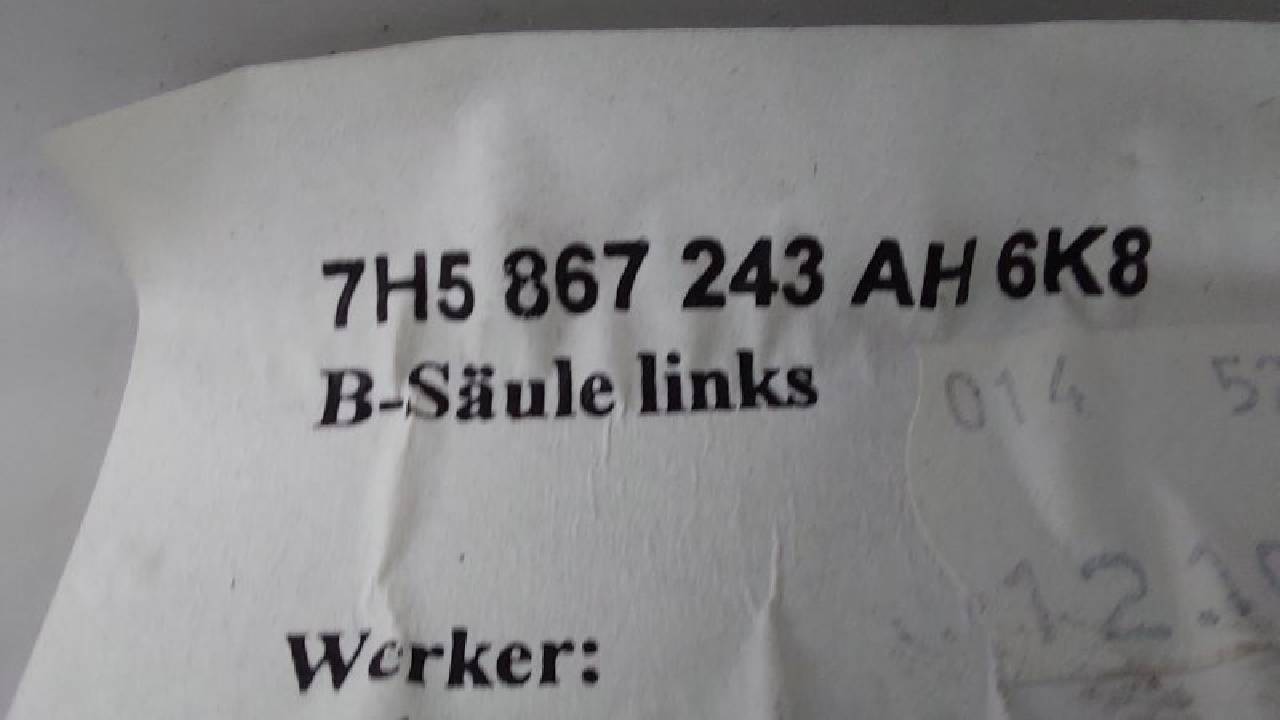 7H5 867 243 AH 6K8
B-Säule links
014
Werker: